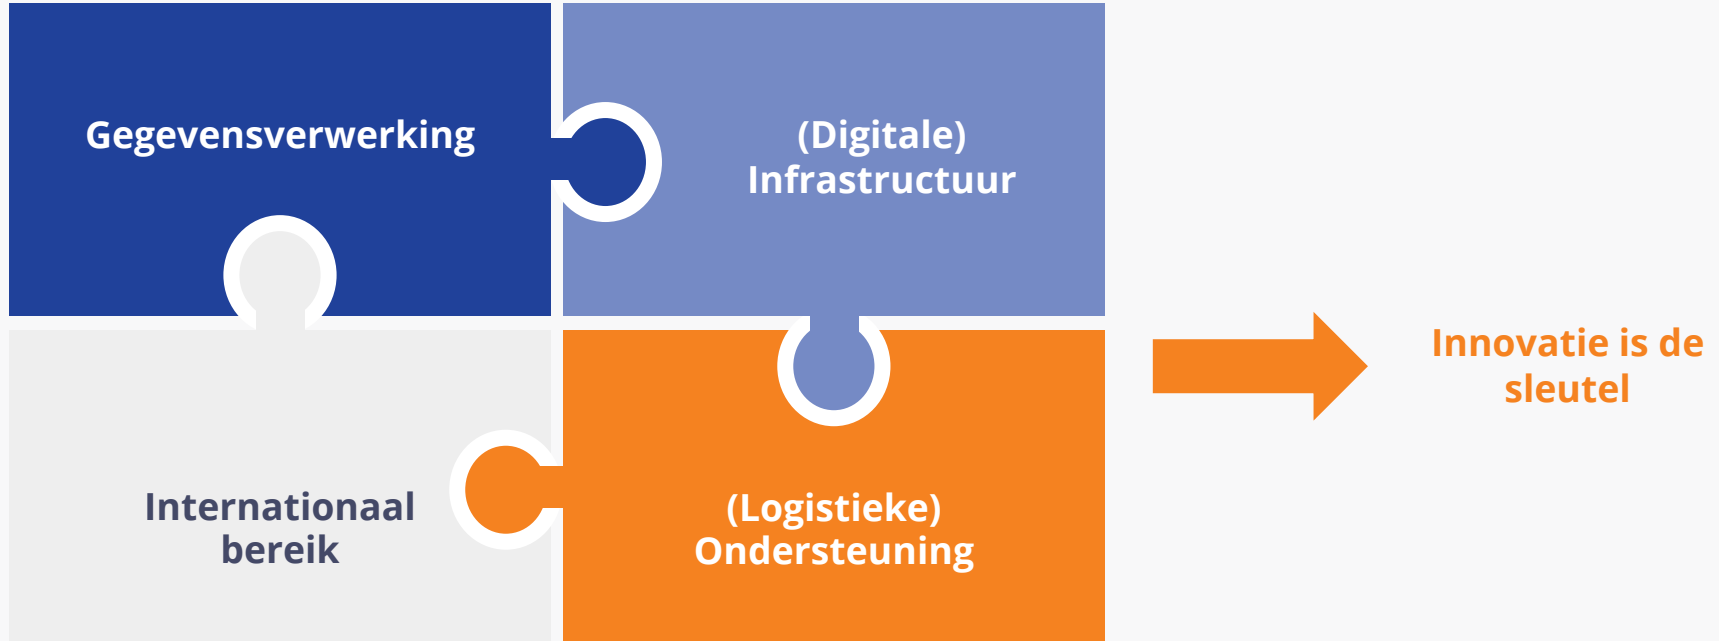 Gegevensverwerking
(Digitale)
Infrastructuur
Internationaal
bereik
(Logistieke)
Ondersteuning
Innovatie is de
sleutel